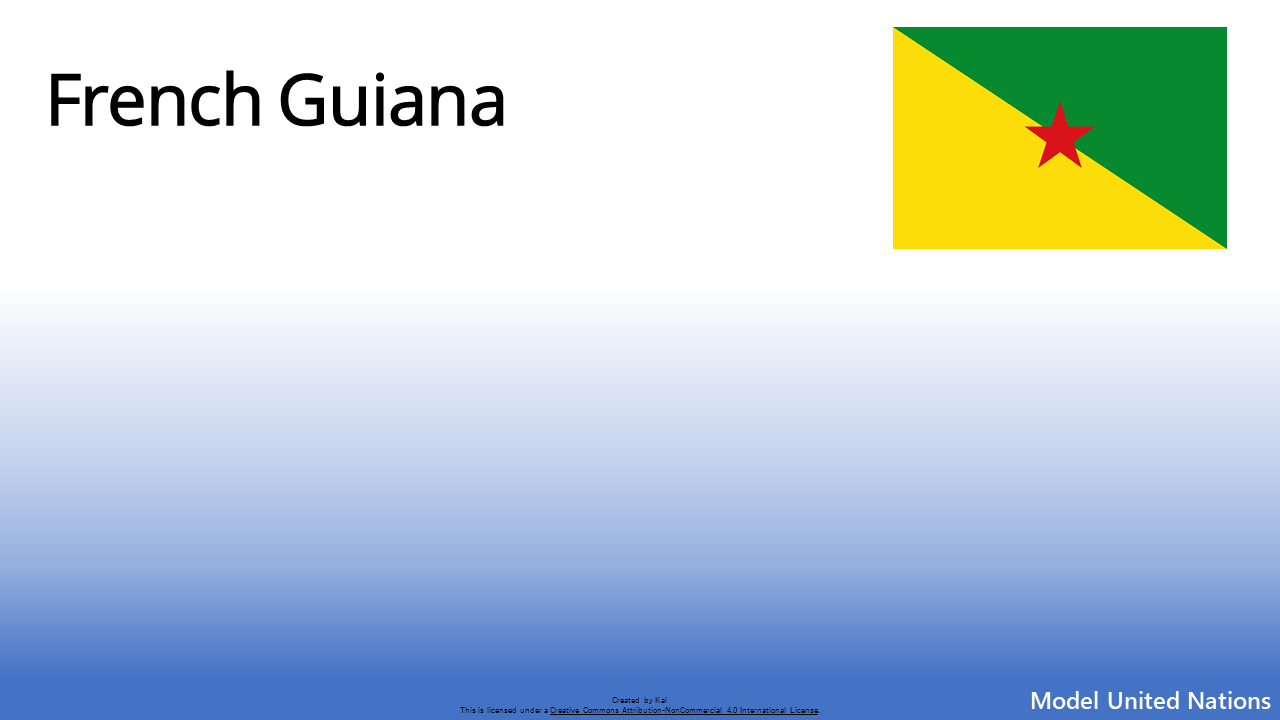 French Guiana
Created by Kai
This is licensed under a Creative Commons Attribution-NonCommercial 4.0 International License.
Model United Nations